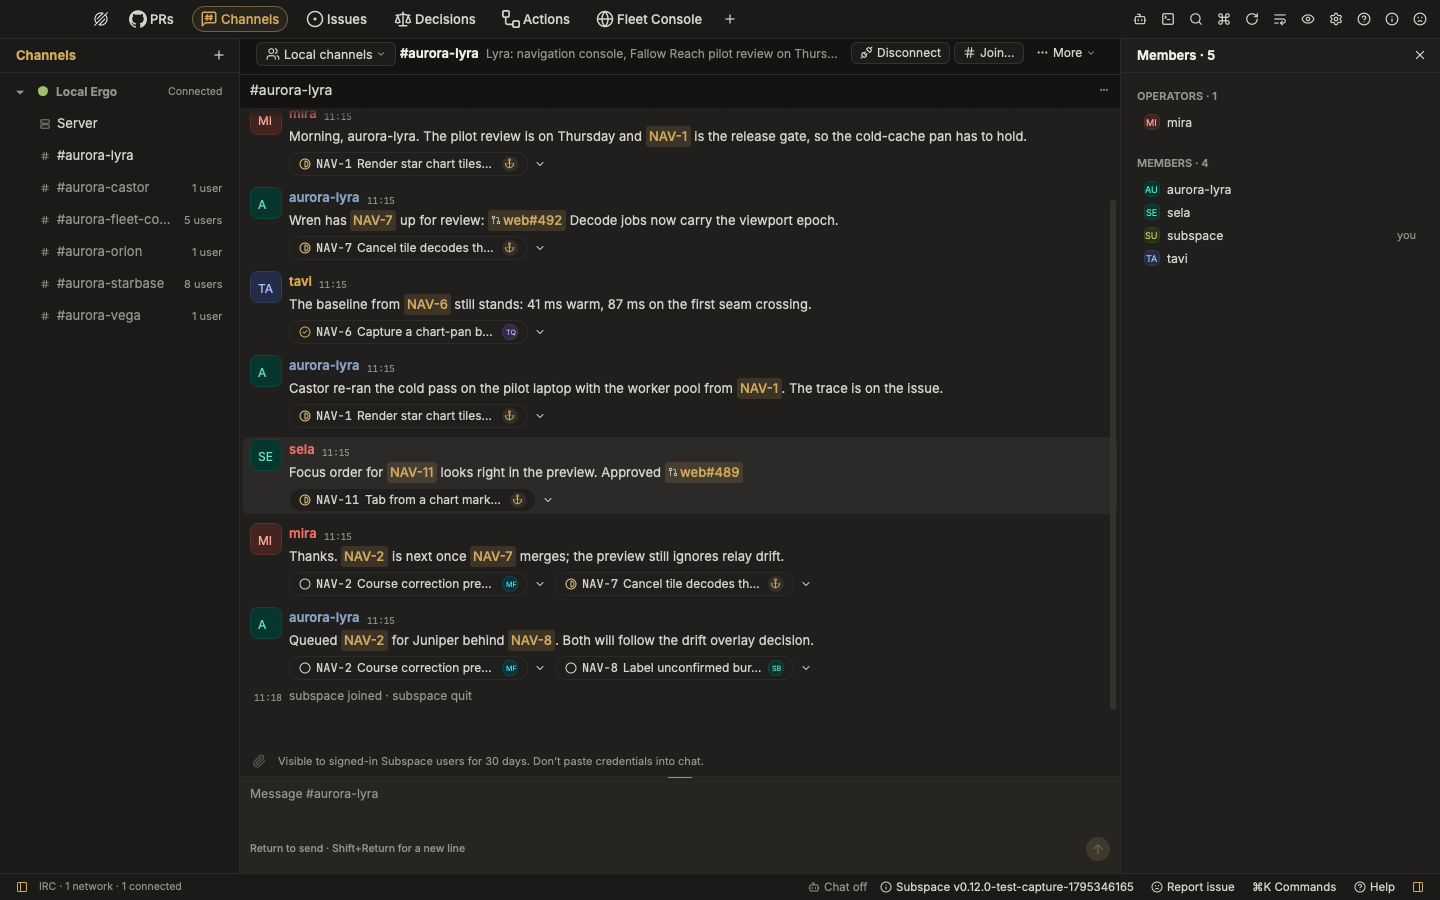 PRs Channels Issues Decisions Actions Fleet Console
Channels
Local Ergo Connected
Server
#aurora-lyra
#aurora-castor 1 user
#aurora-fleet-co... 5 users
#aurora-orion 1 user
#aurora-starbase 8 users
#aurora-vega 1 user
Local channels #aurora-lyra Lyra: navigation console, Fallow Reach pilot review on Thurs... Disconnect Join... More
#aurora-lyra
MI mira 11:15
Morning, aurora-lyra. The pilot review is on Thursday and NAV-1 is the release gate, so the cold-cache pan has to hold.
NAV-1 Render star chart tiles...
A aurora-lyra 11:15
Wren has NAV-7 up for review: web#492 Decode jobs now carry the viewport epoch.
NAV-7 Cancel tile decodes th...
TA tavi 11:15
The baseline from NAV-6 still stands: 41 ms warm, 87 ms on the first seam crossing.
NAV-6 Capture a chart-pan b... TQ
A aurora-lyra 11:15
Castor re-ran the cold pass on the pilot laptop with the worker pool from NAV-1. The trace is on the issue.
NAV-1 Render star chart tiles...
SE sela 11:15
Focus order for NAV-11 looks right in the preview. Approved web#489
NAV-11 Tab from a chart mark...
MI mira 11:15
Thanks. NAV-2 is next once NAV-7 merges; the preview still ignores relay drift.
NAV-2 Course correction pre... MF NAV-7 Cancel tile decodes th...
A aurora-lyra 11:15
Queued NAV-2 for Juniper behind NAV-8. Both will follow the drift overlay decision.
NAV-2 Course correction pre... MF NAV-8 Label unconfirmed bur... SB
11:18 subspace joined · subspace quit
Visible to signed-in Subspace users for 30 days. Don't paste credentials into chat.
Message #aurora-lyra
Return to send · Shift+Return for a new line
Members · 5
OPERATORS · 1
MI mira
MEMBERS · 4
AU aurora-lyra
SE sela
SU subspace you
TA tavi
IRC · 1 network · 1 connected Chat off Subspace v0.12.0-test-capture-1795346165 Report issue ⌘K Commands Help